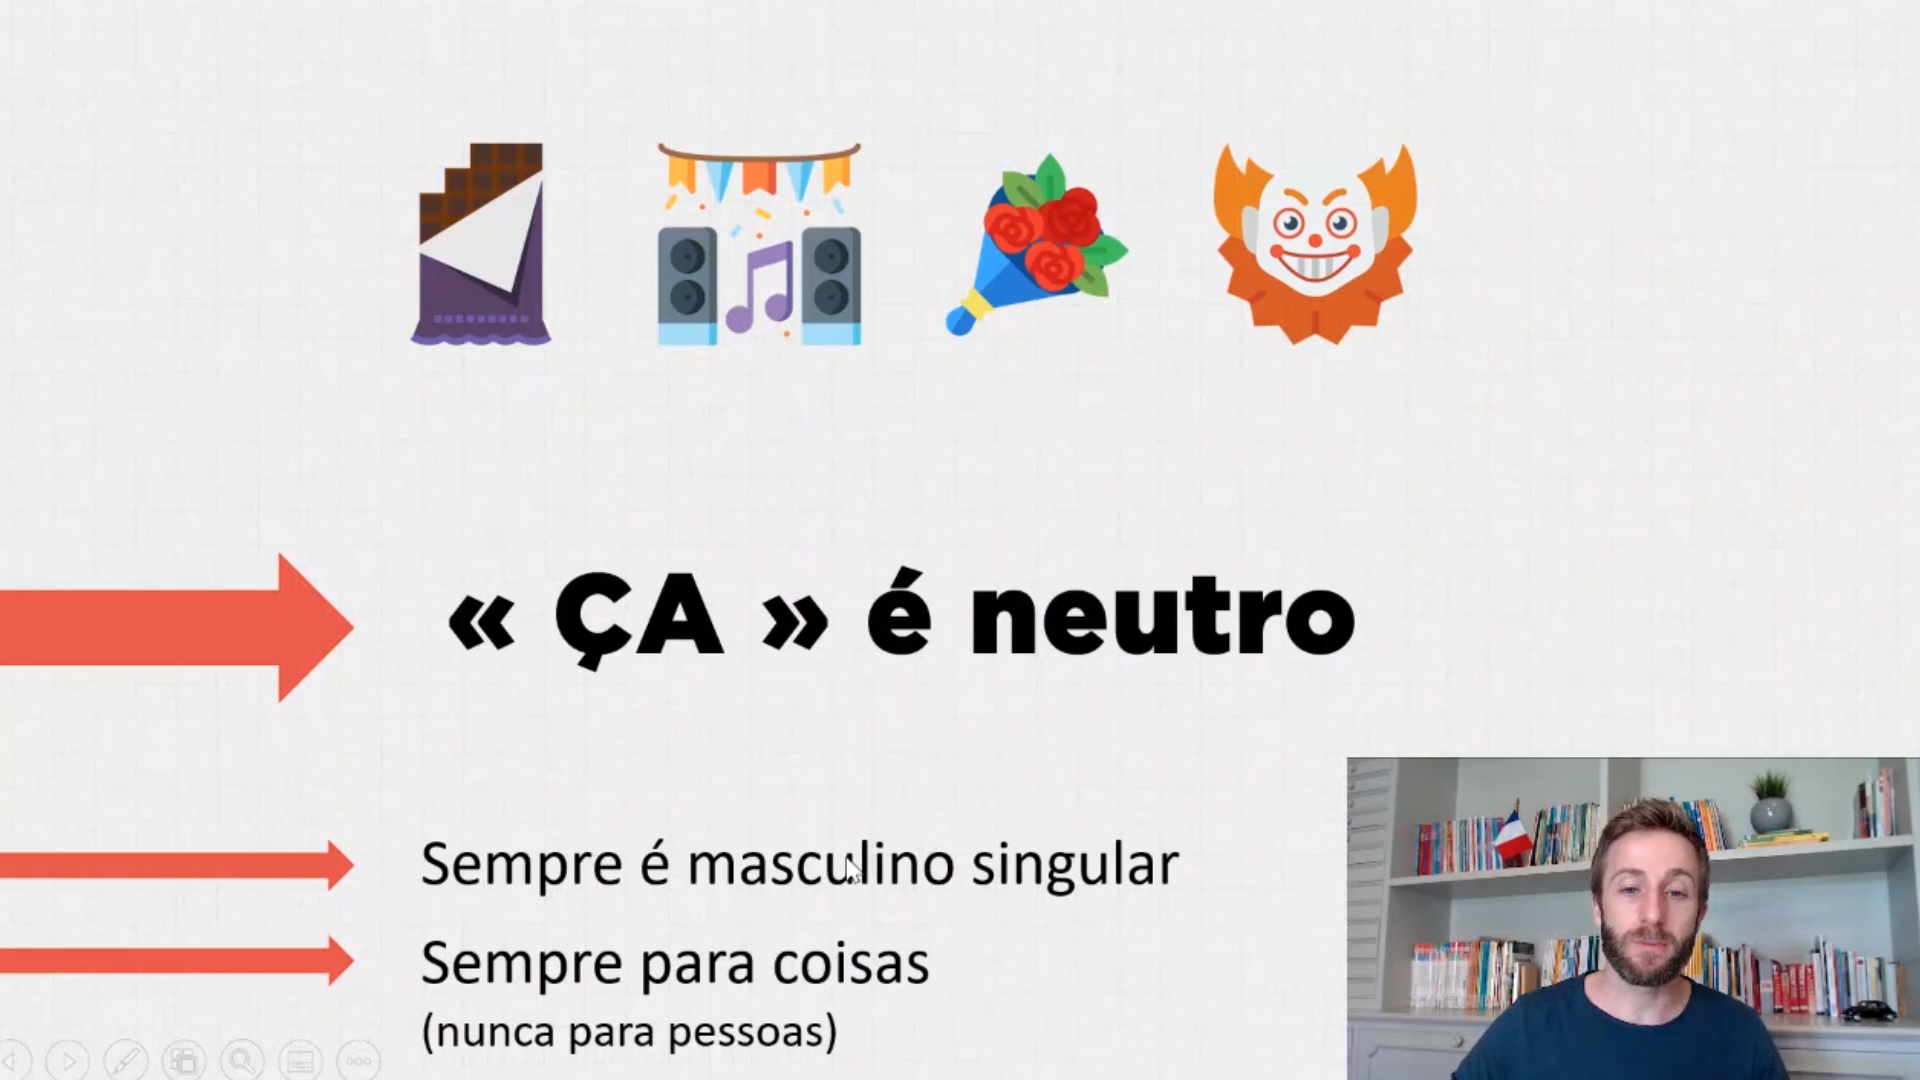 « ÇA » é neutro
Sempre é masculino singular
Sempre para coisas
(nunca para pessoas)